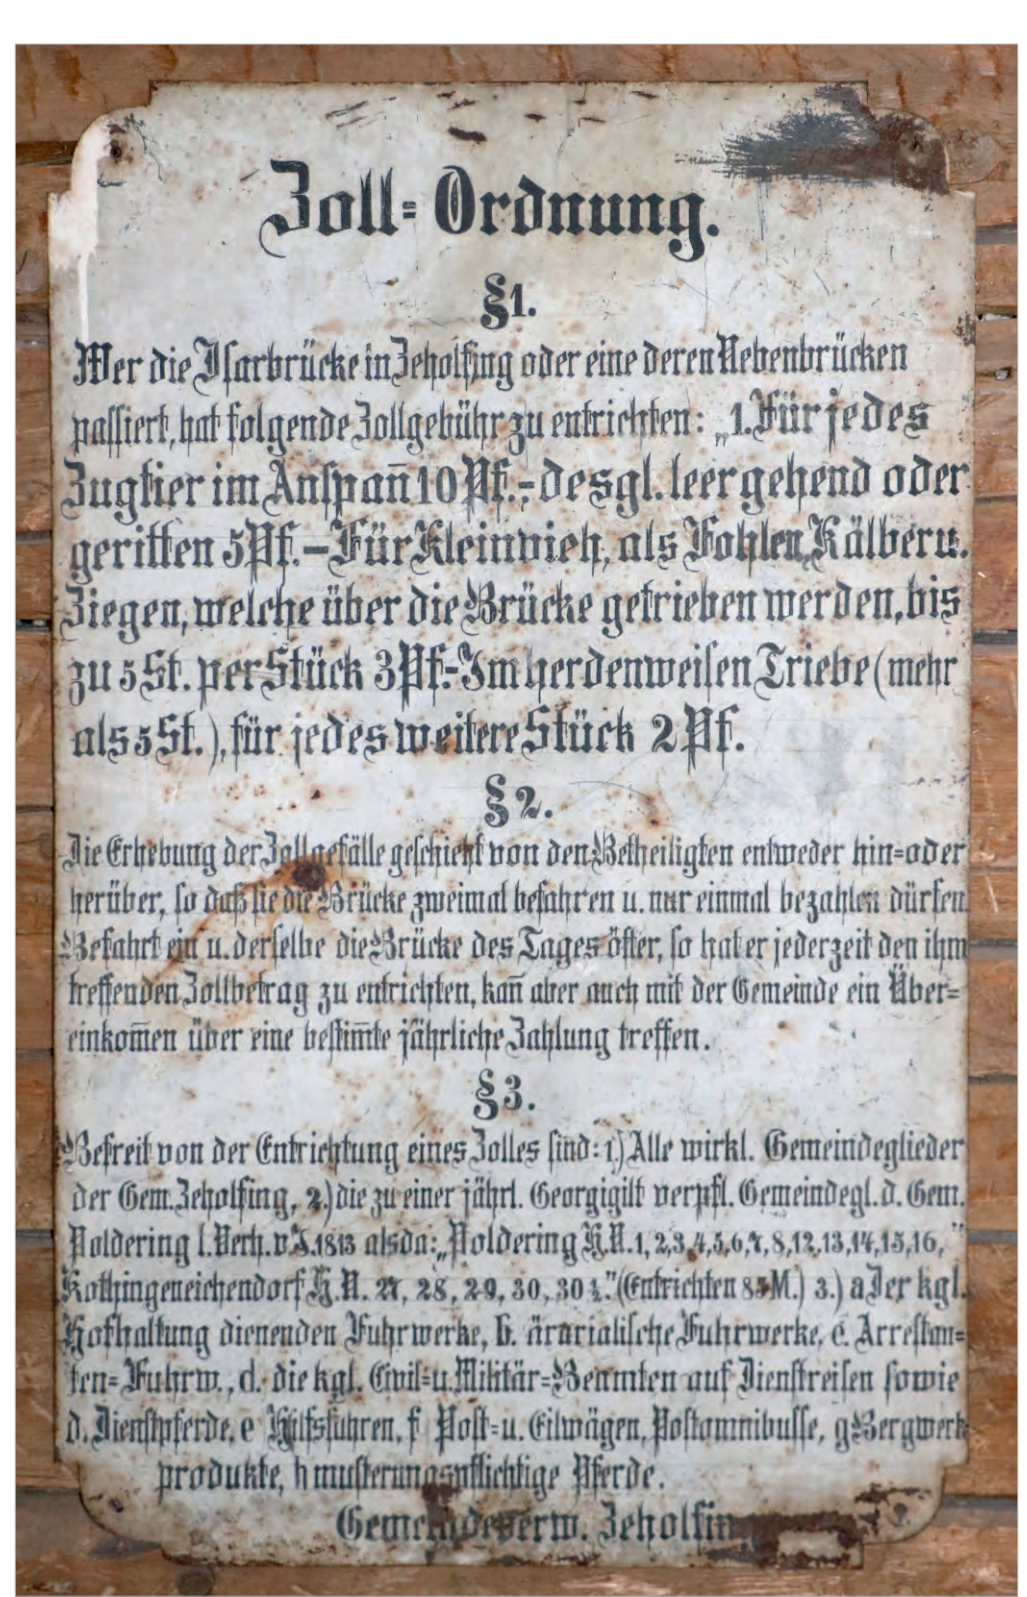 Zoll=Ordnung.
§1.
Wer die Isarbrücke in Zeholfing oder eine deren Nebenbrücken
passiert, hat folgende Zollgebühr zu entrichten: „1. Für jedes
Zugtier im Anspan̄ 10 Pf.- desgl. leer gehend oder
geritten 5 Pf. – Für Kleinvieh, als Fohlen, Kälber u.
Ziegen, welche über die Brücke getrieben werden, bis
zu 5 St. per Stück 3 Pf.- Im herdenweisen Triebe (mehr
als 5 St.), für jedes weitere Stück 2 Pf.
§2.
Die Erhebung der Zollgefälle geschieht von den Betheiligten entweder hin=oder
herüber, so daß sie die Brücke zweimal befahren u. nur einmal bezahlen dürfen.
Befahrt ein u. derselbe die Brücke des Tages öfter, so hat er jederzeit den ihm
treffenden Zollbetrag zu entrichten, kan̄ aber auch mit der Gemeinde ein Über=
einkom̄en über eine bestim̄te jährliche Zahlung treffen.
§3.
Befreit von der Entrichtung eines Zolles sind: 1.) Alle wirkl. Gemeindeglieder
der Gem. Zeholfing, 2.) die zu einer jährl. Georgigilt verpfl. Gemeindegl. d. Gem.
Poldering l. Verh. v. J. 1813 als da: „Poldering H.N. 1, 2, 3, 4, 5, 6, 7, 8, 12, 13, 14, 15, 16,"
Kothingeneichendorf H.N. 27, 28, 29, 30, 30½." (Entrichten 85 M.) 3.) a Der kgl.
Hofhaltung dienenden Fuhrwerke, b. ärarialische Fuhrwerke, c. Arrestan=
ten=Fuhrw., d. die kgl. Civil=u. Militär=Beamten auf Dienstreisen sowie
d. Dienstpferde, e Hilfsfuhren, f Post=u. Eilwägen, Postomnibusse, g Bergwerk
produkte, h musterungspflichtige Pferde.
Gemeindeverw. Zeholfing